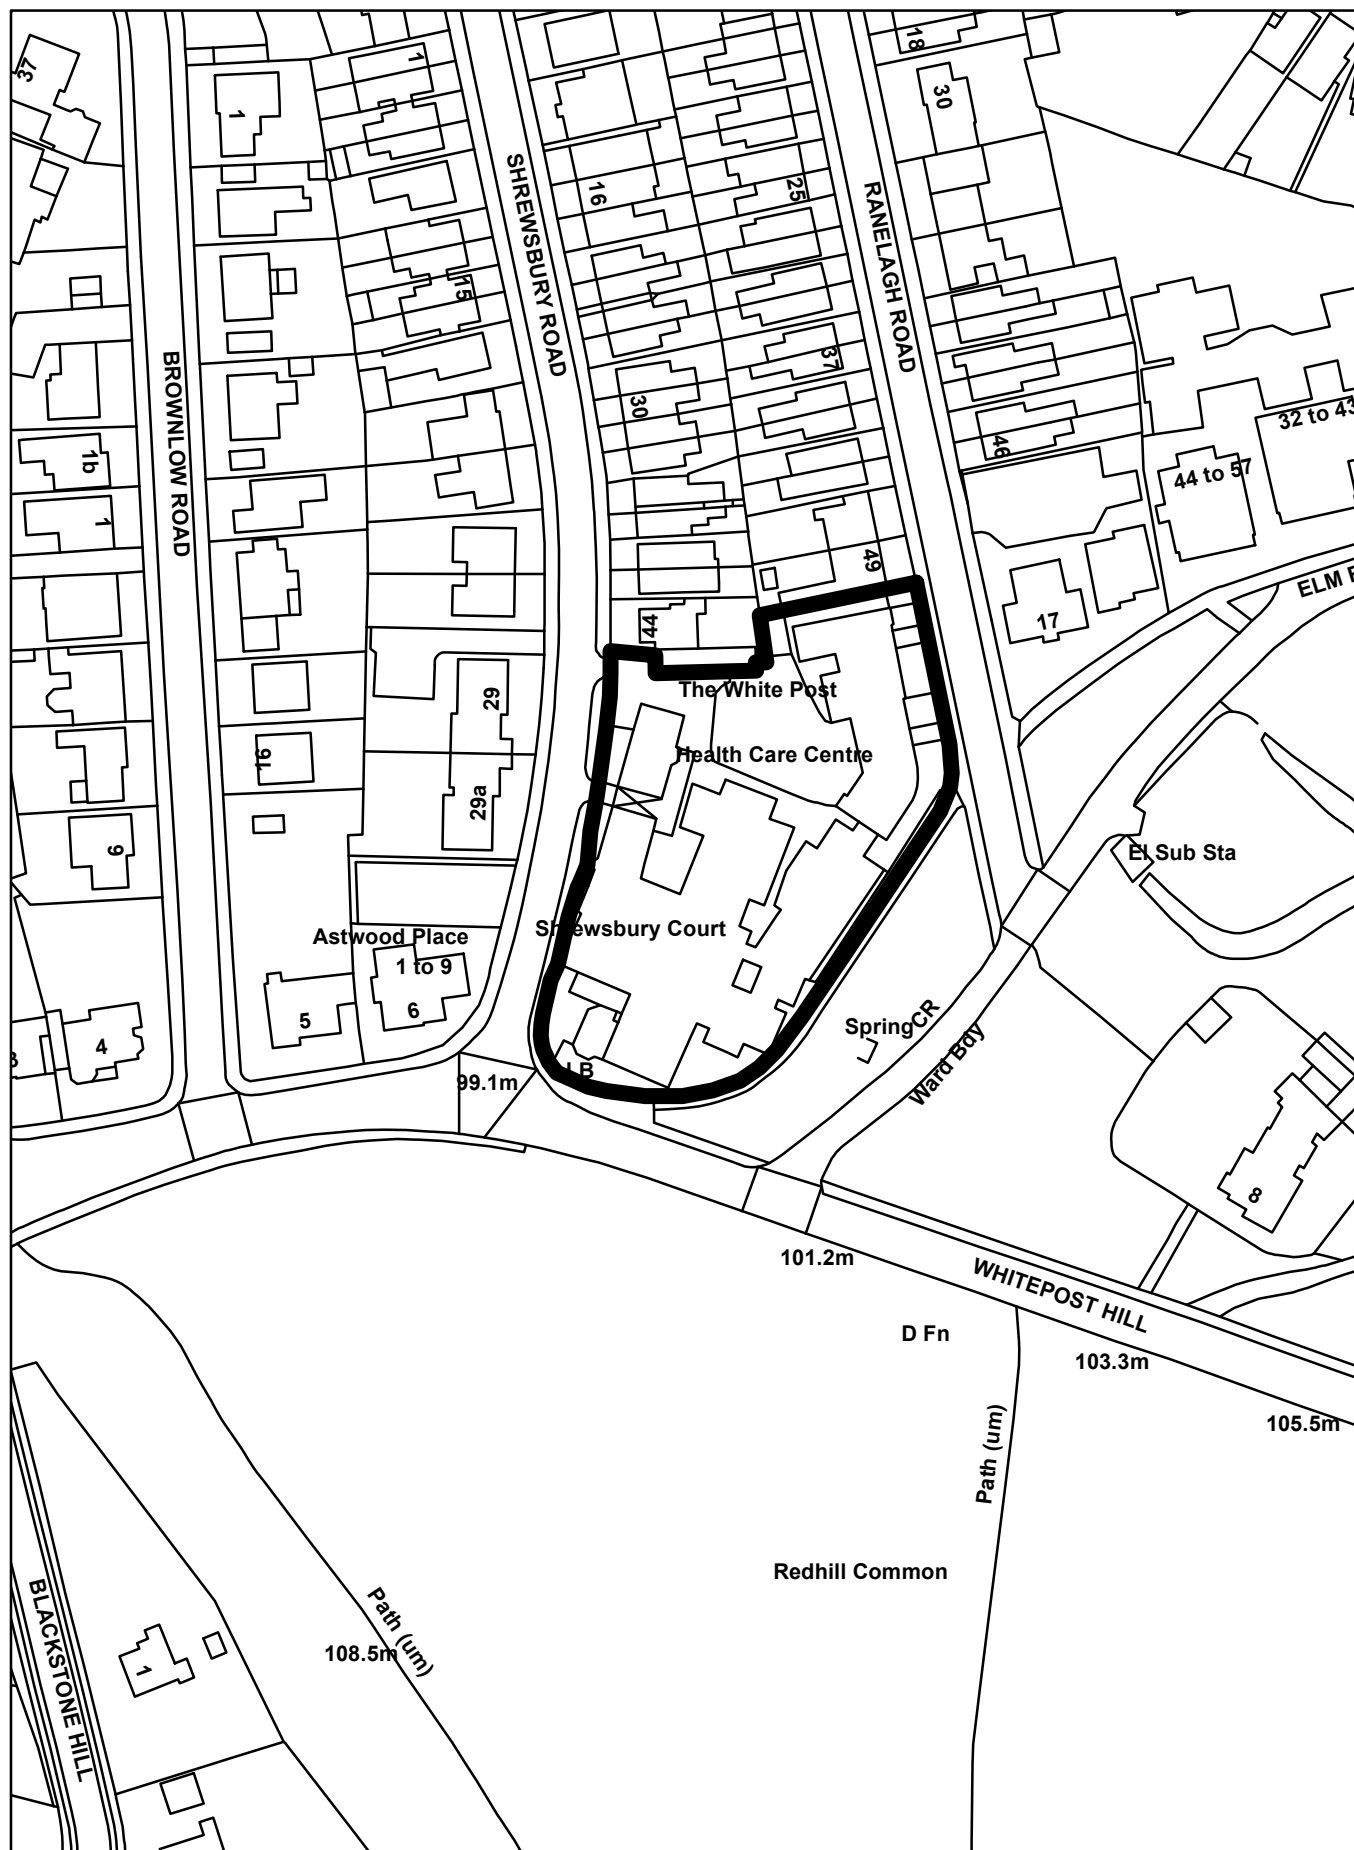 37
1
1
18
30
16
25
SHREWSBURY ROAD
RANELAGH ROAD
15
BROWNLOW ROAD
37
30
32 to 43
46
1b
44 to 57
1
49
ELM
17
44
29
The White Post
16
Health Care Centre
29a
9
El Sub Sta
Shrewsbury Court
Astwood Place
1 to 9
6
5
4
3
Spring
CR
Ward Bdy
LB
99.1m
8
101.2m
WHITEPOST HILL
D Fn
103.3m
105.5m
Path (um)
Redhill Common
BLACKSTONE HILL
Path (um)
108.5m
1